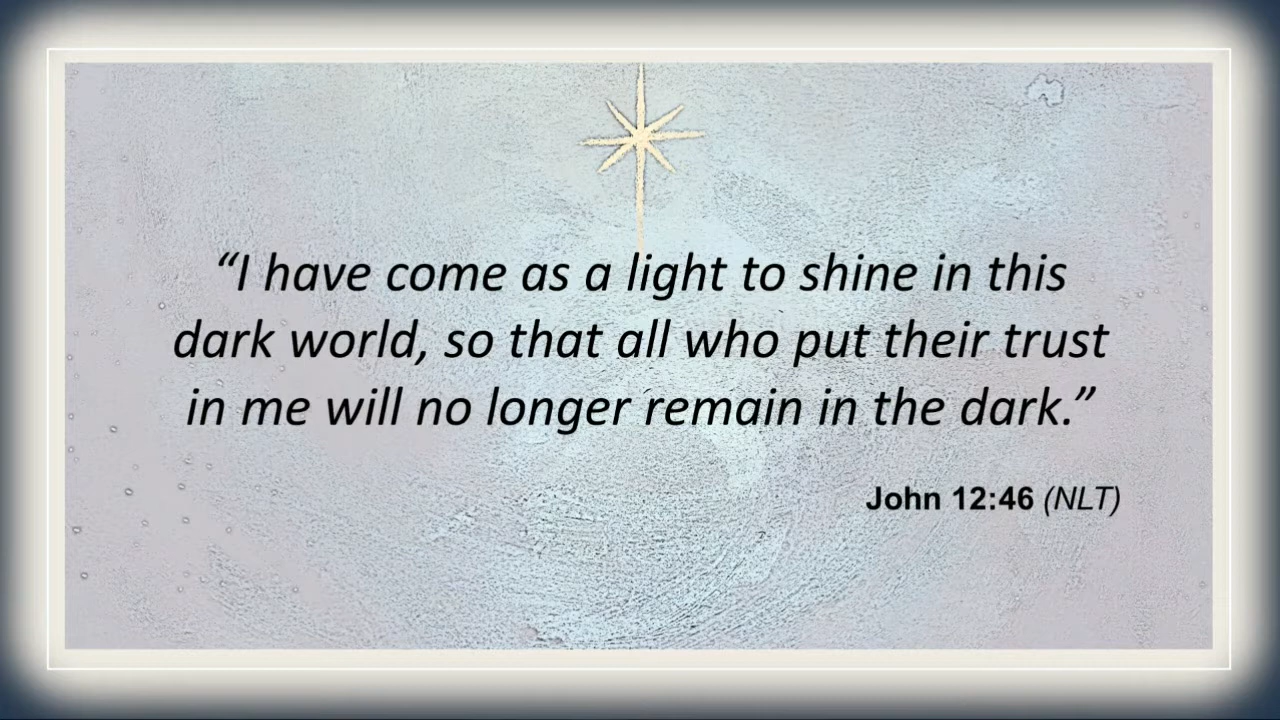 “I have come as a light to shine in this
dark world, so that all who put their trust
in me will no longer remain in the dark.”
John 12:46 (NLT)